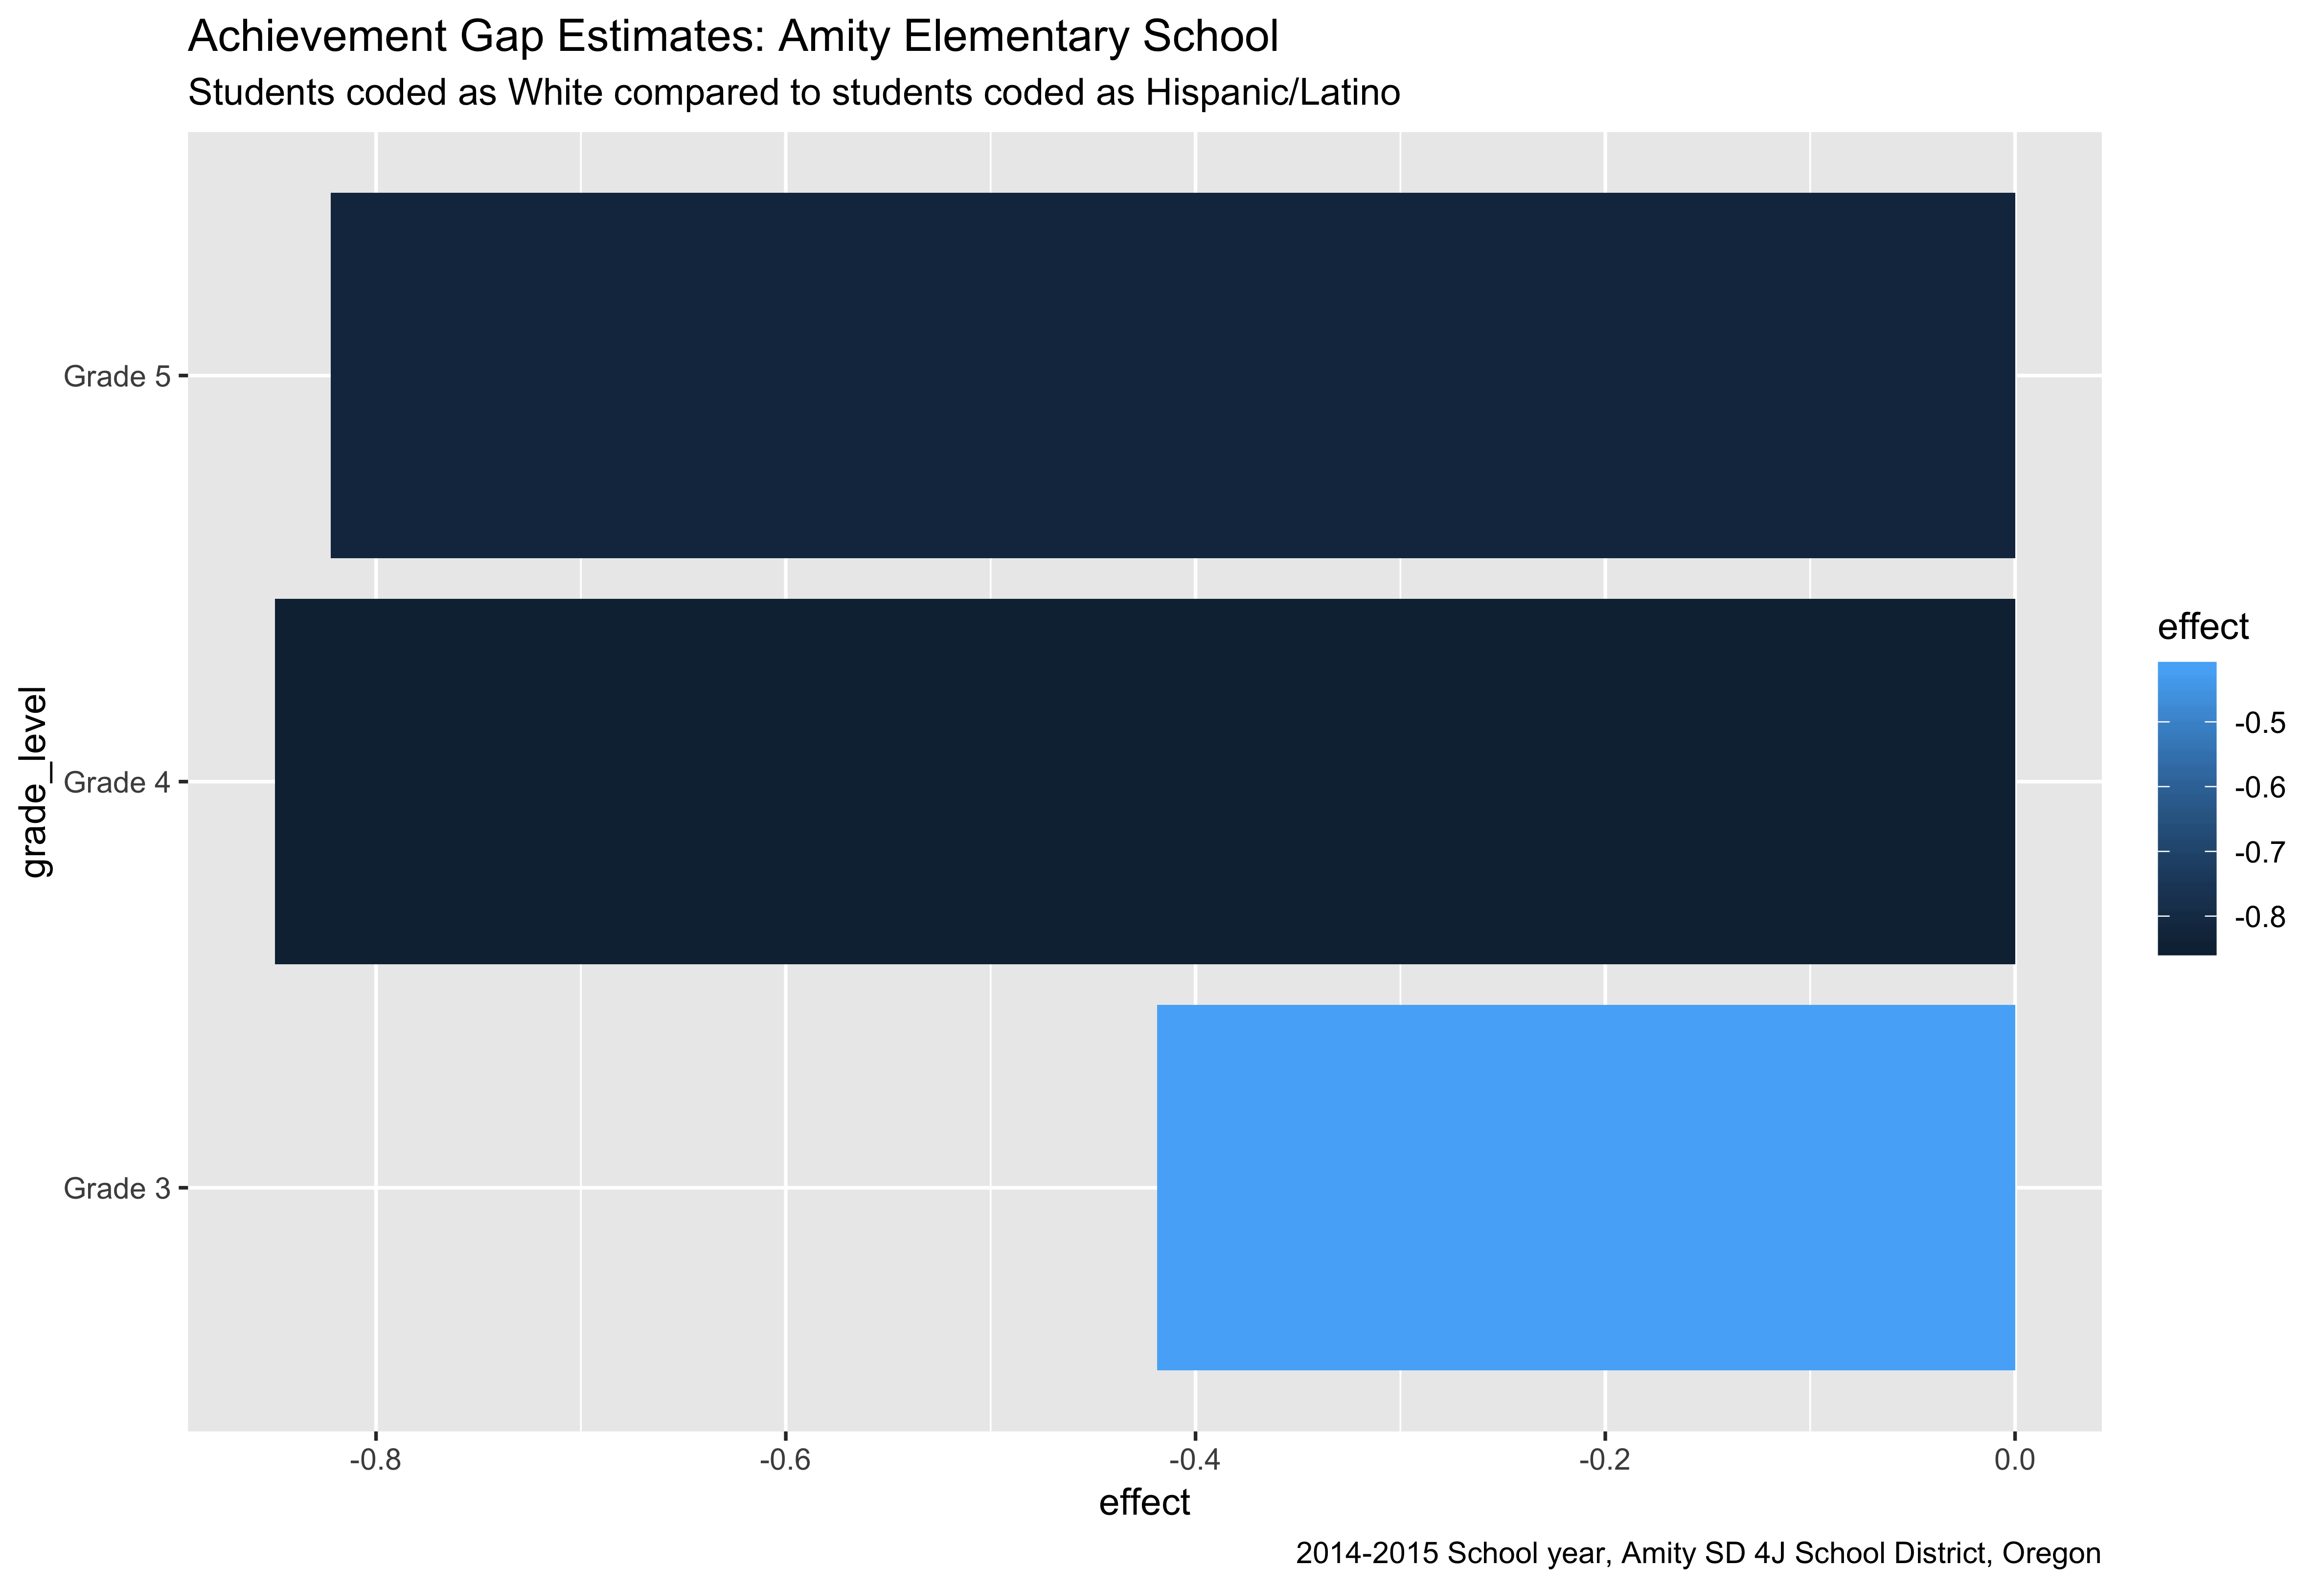 Achievement Gap Estimates: Amity Elementary School
Students coded as White compared to students coded as Hispanic/Latino
grade_level
Grade 5
Grade 4
Grade 3
-0.8
-0.6
-0.4
-0.2
0.0
effect
effect
-0.5
-0.6
-0.7
-0.8
2014-2015 School year, Amity SD 4J School District, Oregon